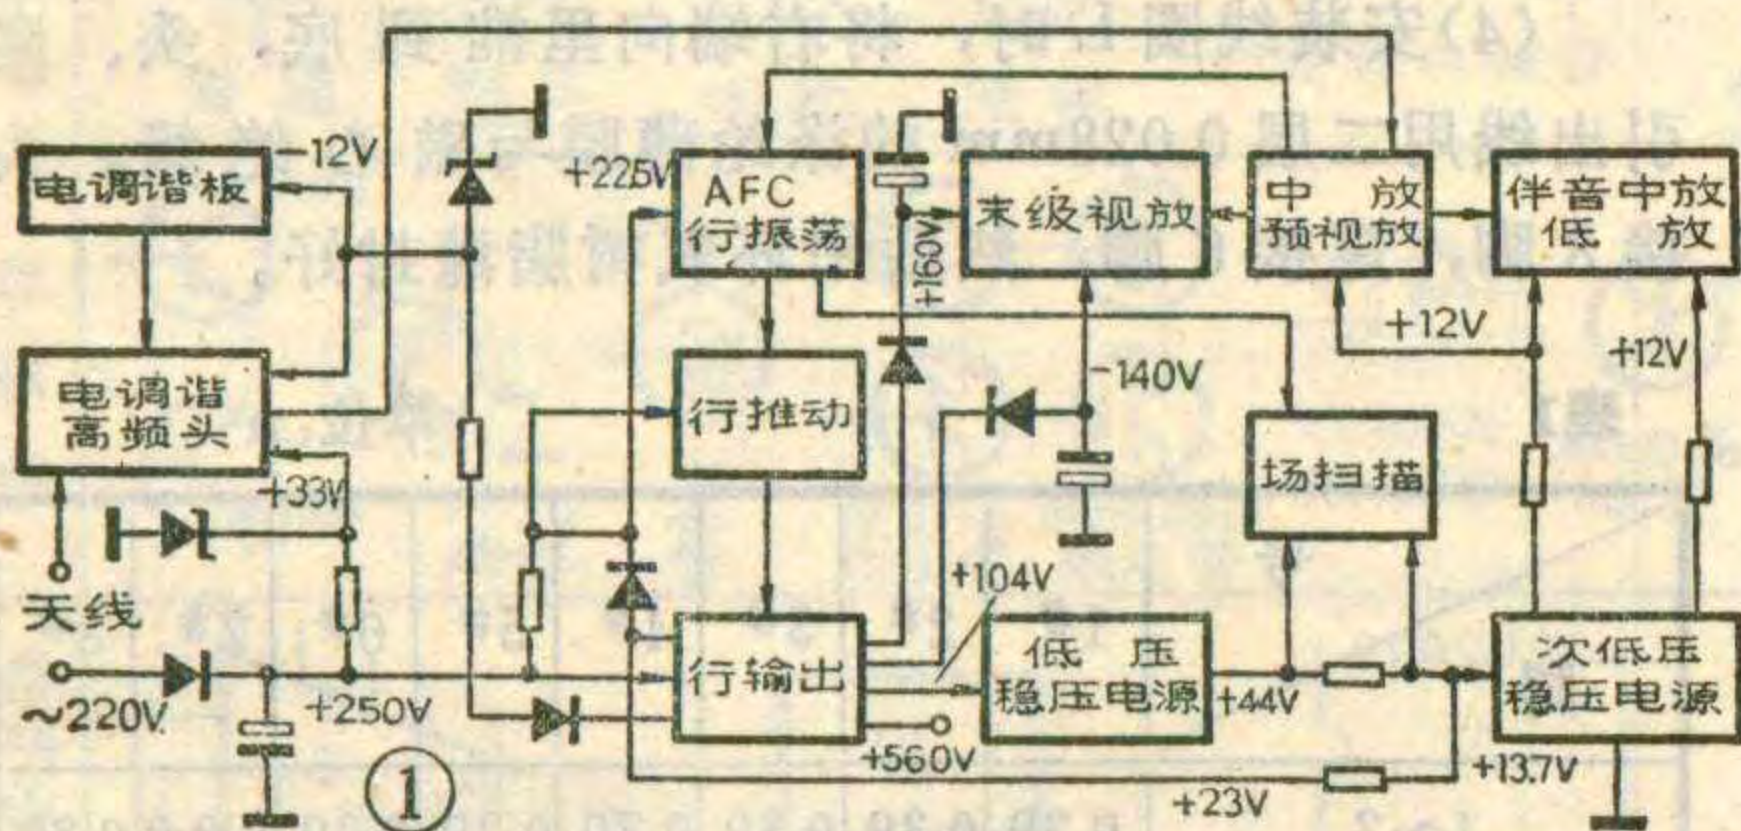 -12V
电调谐板
+22.5V
AFC
行振荡
+160V
末级视放
中 放
预视放
伴音中放
低 放
+12V
+12V
电调谐
高频头
行推动
-140V
场扫描
+33V
天线
+104V
行输出
低 压
稳压电源
次低压
稳压电源
~220V
+250V
+44V
+560V
+13.7V
+23V
①